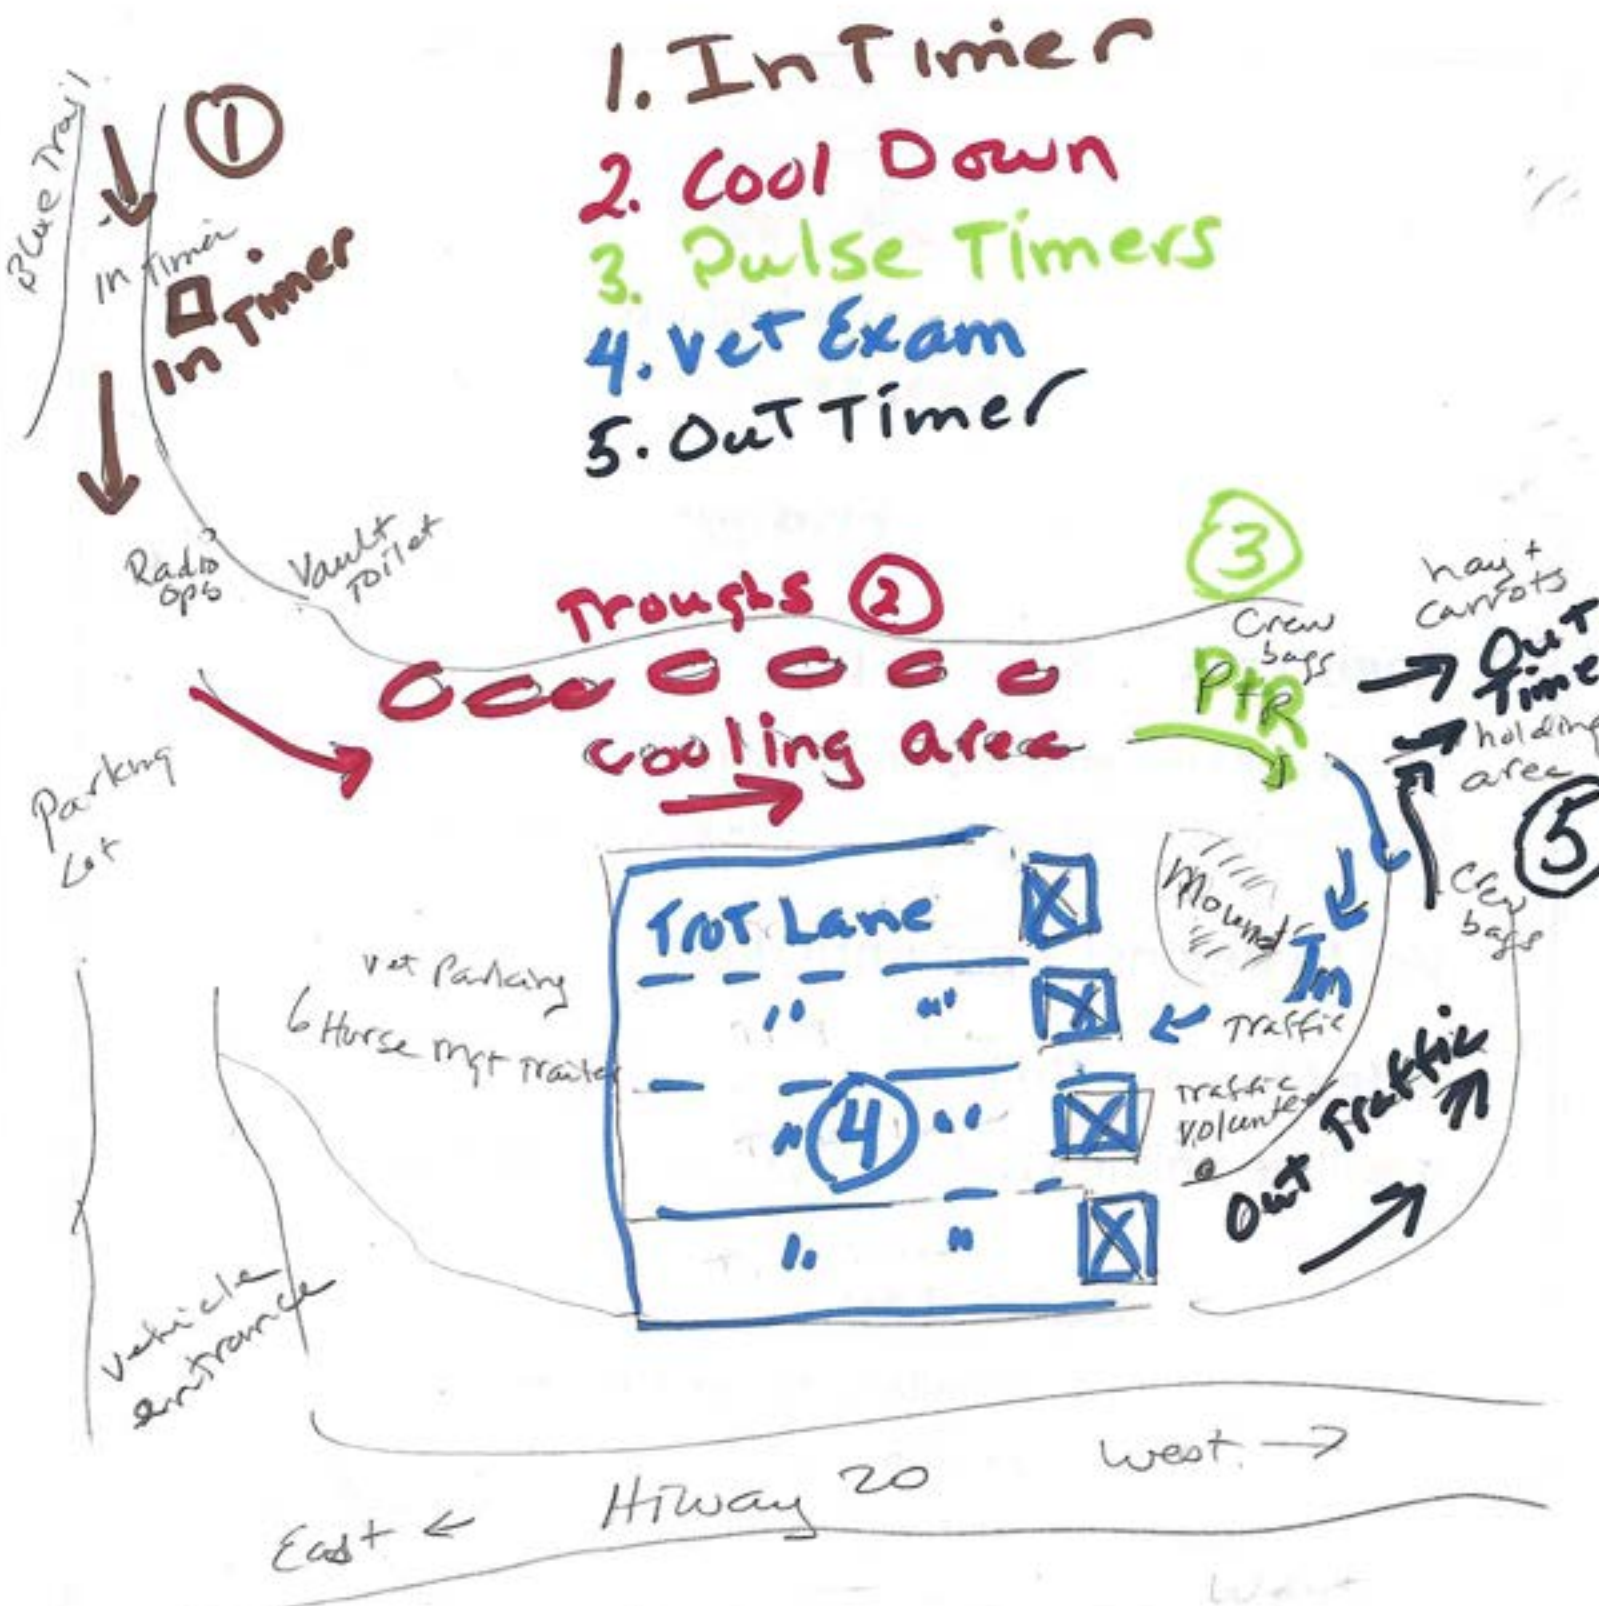 1. In Timer
2. Cool Down
3. Pulse Timers
4. Vet Exam
5. Out Timer
Blue Trail
1
In Timer
In Timer
Radio
ops
Vault
Toilet
Troughs 2
3
Crew
bags
P+R
hay +
carrots
Out
Time
holding
area
5
Crew
bags
cooling area
Parking
Lot
Trot Lane
" "
" 4 "
" "
Mound
In
Traffic
Traffic
Volunteer
Out Traffic
Vet Parking
6 Horse Mgt Trailer
Vehicle
entrance
West →
Hiway 20
East ←